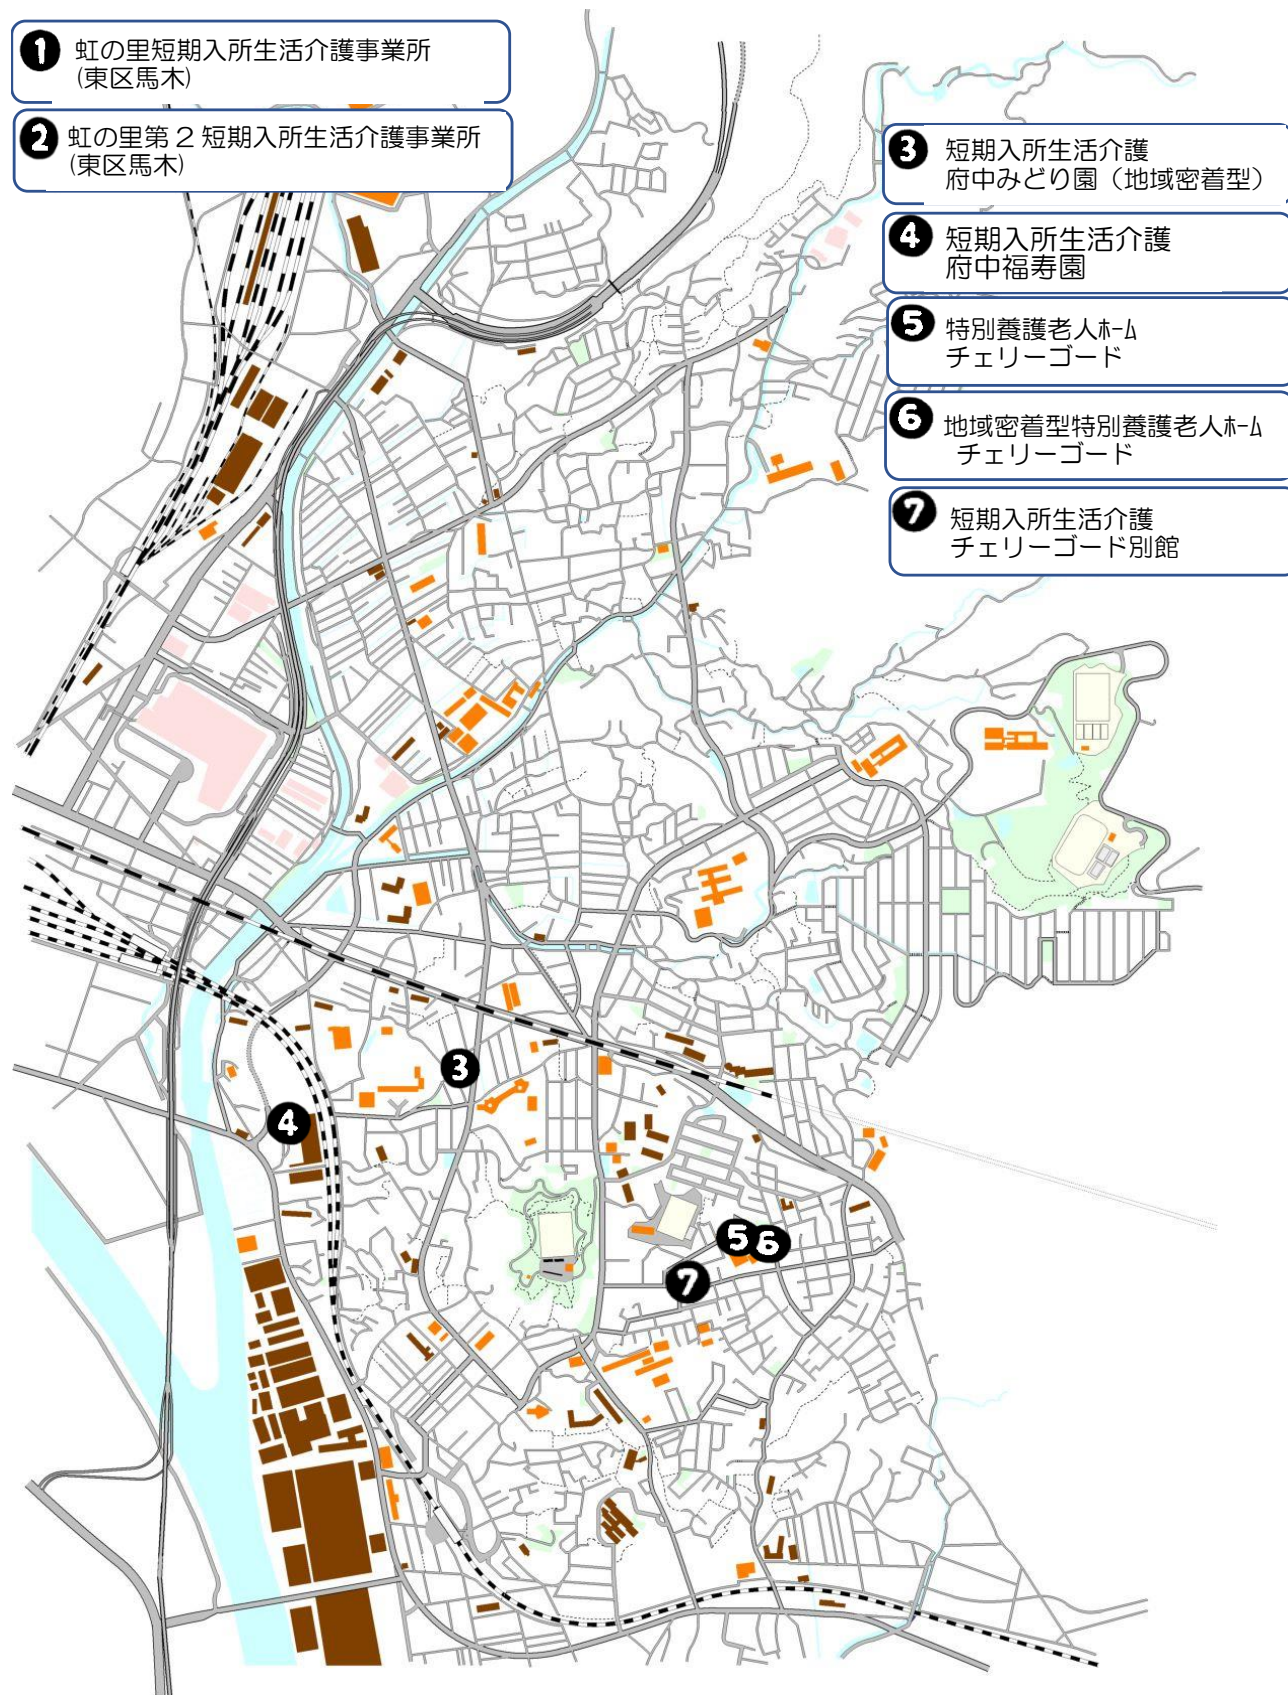 1 虹の里短期入所生活介護事業所
(東区馬木)
2 虹の里第２短期入所生活介護事業所
(東区馬木)
3 短期入所生活介護
府中みどり園（地域密着型）
4 短期入所生活介護
府中福寿園
5 特別養護老人ﾎｰﾑ
チェリーゴード
6 地域密着型特別養護老人ﾎｰﾑ
チェリーゴード
7 短期入所生活介護
チェリーゴード別館
3
4
5 6
7